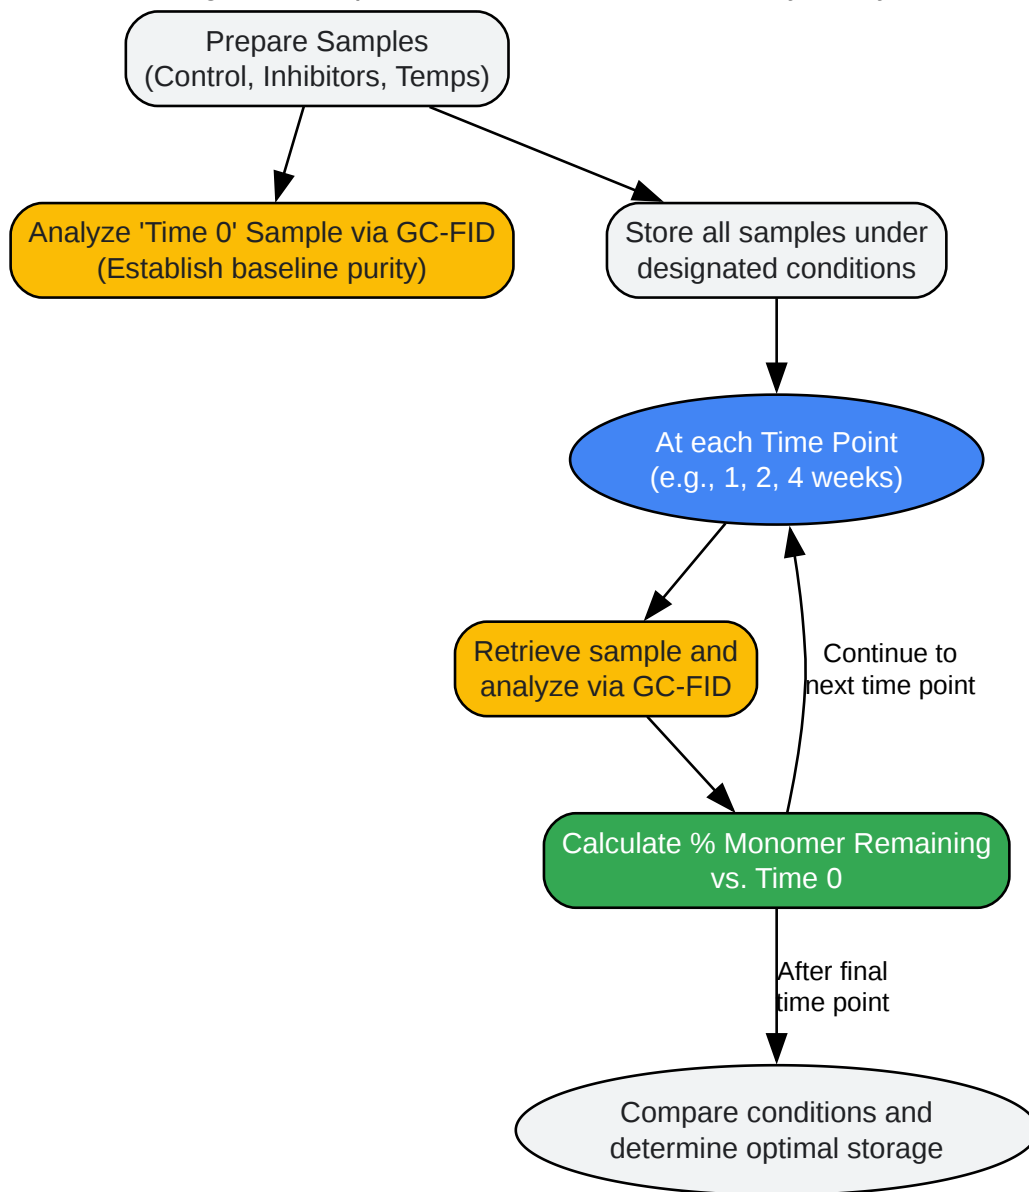 Prepare Samples
(Control, Inhibitors, Temps)
Analyze 'Time 0' Sample via GC-FID
(Establish baseline purity)
Store all samples under
designated conditions
At each Time Point
(e.g., 1, 2, 4 weeks)
Retrieve sample and
analyze via GC-FID
Continue to
next time point
Calculate % Monomer Remaining
vs. Time 0
After final
time point
Compare conditions and
determine optimal storage